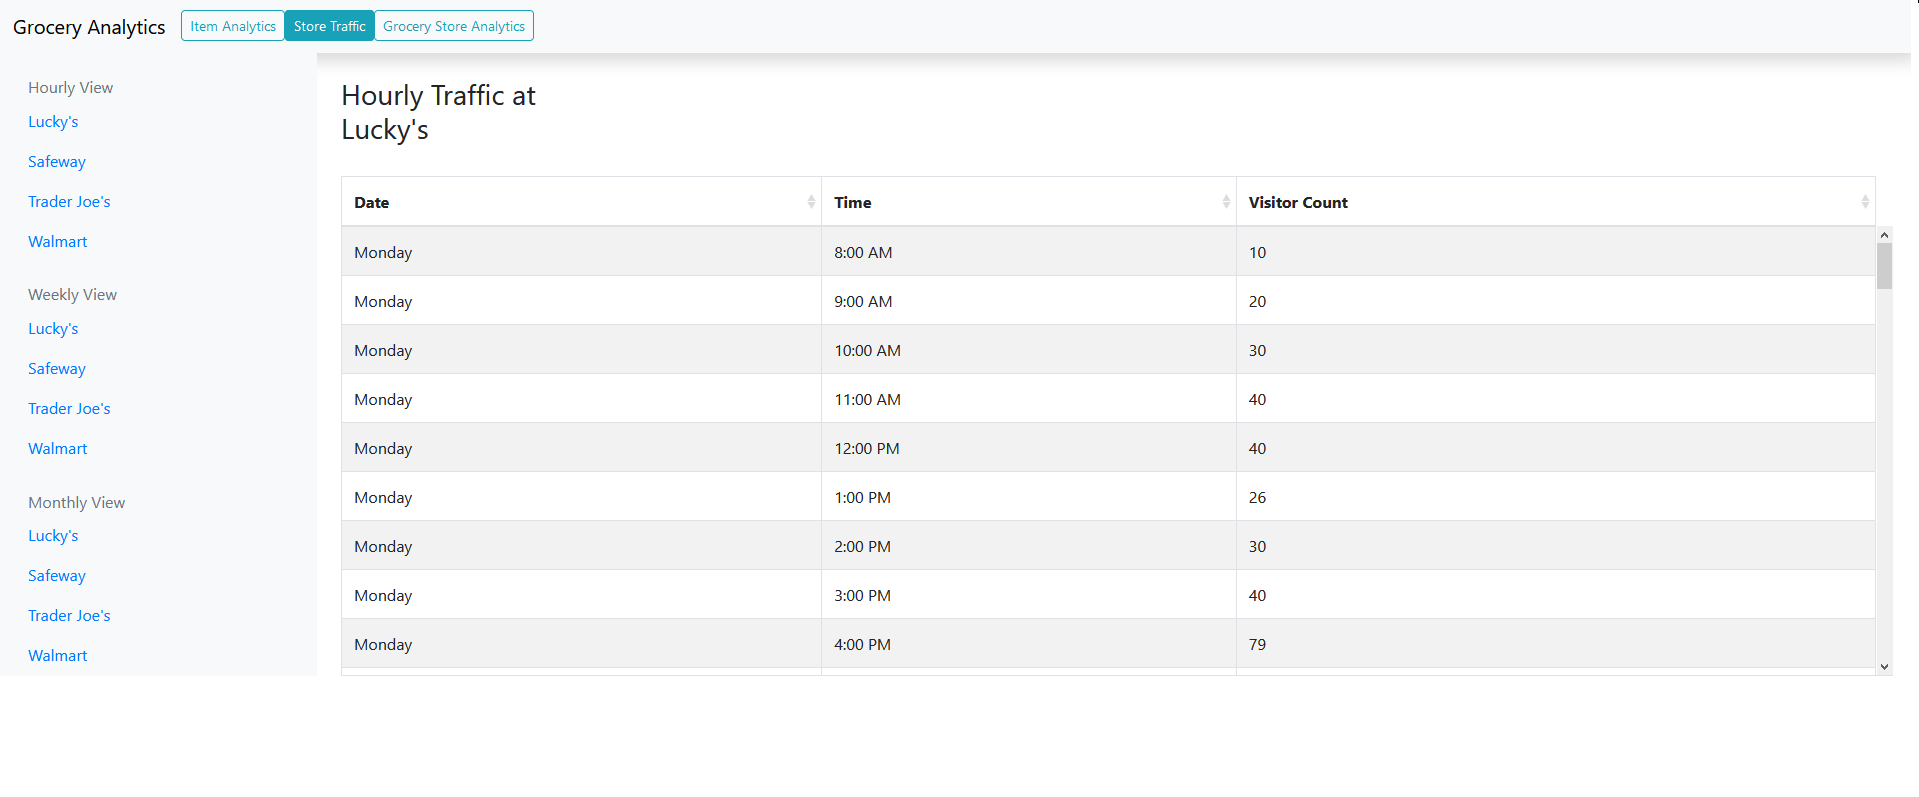 Grocery Analytics Item Analytics Store Traffic Grocery Store Analytics
Hourly View
Lucky's
Safeway
Trader Joe's
Walmart
Weekly View
Lucky's
Safeway
Trader Joe's
Walmart
Monthly View
Lucky's
Safeway
Trader Joe's
Walmart
Hourly Traffic at
Lucky's
Date Time Visitor Count
Monday 8:00 AM 10
Monday 9:00 AM 20
Monday 10:00 AM 30
Monday 11:00 AM 40
Monday 12:00 PM 40
Monday 1:00 PM 26
Monday 2:00 PM 30
Monday 3:00 PM 40
Monday 4:00 PM 79